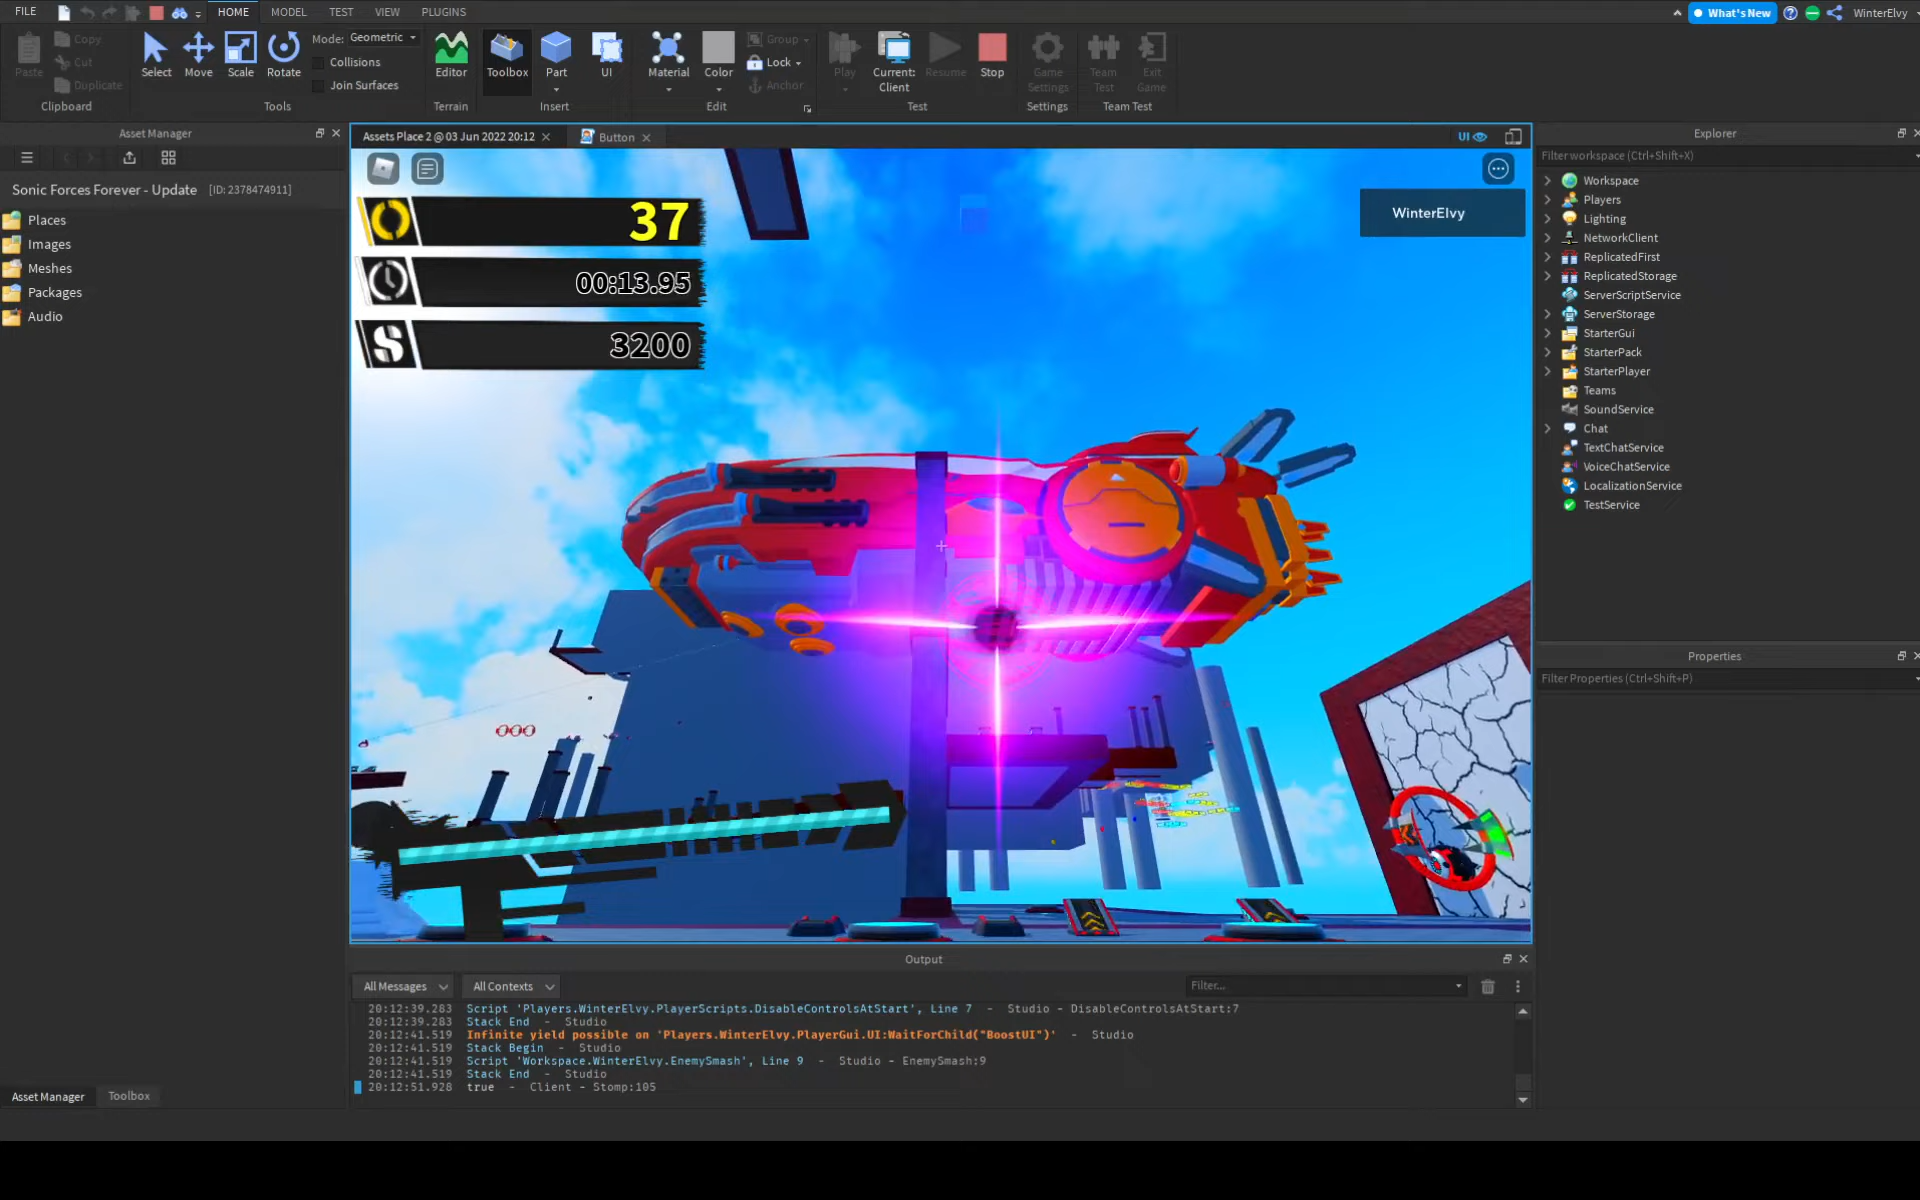 FILE HOME MODEL TEST VIEW PLUGINS What's New WinterElvy
Paste Copy Cut Duplicate Clipboard
Select Move Scale Rotate Mode: Geometric Collisions Join Surfaces Tools
Editor Terrain
Toolbox Part UI Insert
Material Color Group Lock Anchor Edit
Play Current: Client Resume Stop Test
Game Settings Settings
Team Test Exit Game Team Test
Asset Manager
Sonic Forces Forever - Update [ID: 2378474911]
Places
Images
Meshes
Packages
Audio
Asset Manager Toolbox
Assets Place 2 @ 03 Jun 2022 20:12 Button UI
37
00:13.95
S 3200
WinterElvy
Output
All Messages All Contexts Filter...
20:12:39.283 Script 'Players.WinterElvy.PlayerScripts.DisableControlsAtStart', Line 7 - Studio - DisableControlsAtStart:7
20:12:39.283 Stack End - Studio
20:12:41.519 Infinite yield possible on 'Players.WinterElvy.PlayerGui.UI:WaitForChild("BoostUI")' - Studio
20:12:41.519 Stack Begin - Studio
20:12:41.519 Script 'Workspace.WinterElvy.EnemySmash', Line 9 - Studio - EnemySmash:9
20:12:41.519 Stack End - Studio
20:12:51.928 true - Client - Stomp:105
Explorer
Filter workspace (Ctrl+Shift+X)
Workspace
Players
Lighting
NetworkClient
ReplicatedFirst
ReplicatedStorage
ServerScriptService
ServerStorage
StarterGui
StarterPack
StarterPlayer
Teams
SoundService
Chat
TextChatService
VoiceChatService
LocalizationService
TestService
Properties
Filter Properties (Ctrl+Shift+P)